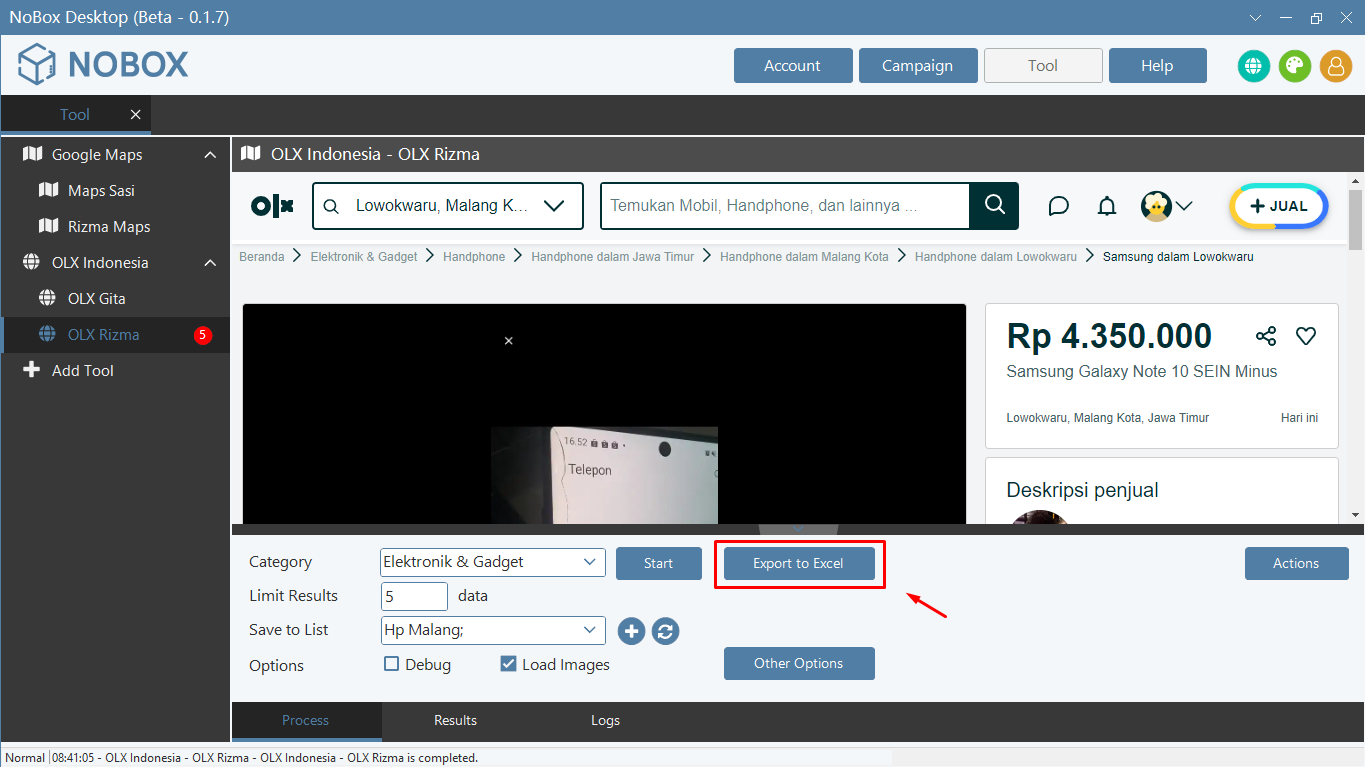 NoBox Desktop (Beta - 0.1.7)
NOBOX
Account Campaign Tool Help
Tool
Google Maps
Maps Sasi
Rizma Maps
OLX Indonesia
OLX Gita
OLX Rizma 5
Add Tool
OLX Indonesia - OLX Rizma
olx Lowokwaru, Malang K... Temukan Mobil, Handphone, dan lainnya ... + JUAL
Beranda Elektronik & Gadget Handphone Handphone dalam Jawa Timur Handphone dalam Malang Kota Handphone dalam Lowokwaru Samsung dalam Lowokwaru
16.52
Telepon
Rp 4.350.000
Samsung Galaxy Note 10 SEIN Minus
Lowokwaru, Malang Kota, Jawa Timur Hari ini
Deskripsi penjual
Category Elektronik & Gadget Start Export to Excel Actions
Limit Results 5 data
Save to List Hp Malang;
Options Debug Load Images Other Options
Process Results Logs
Normal 08:41:05 - OLX Indonesia - OLX Rizma - OLX Indonesia - OLX Rizma is completed.